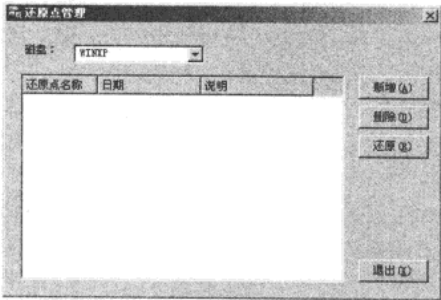 还原点管理
磁盘：
WINXP
还原点名称 日期 说明
新增(A)
删除(D)
还原(R)
退出(X)